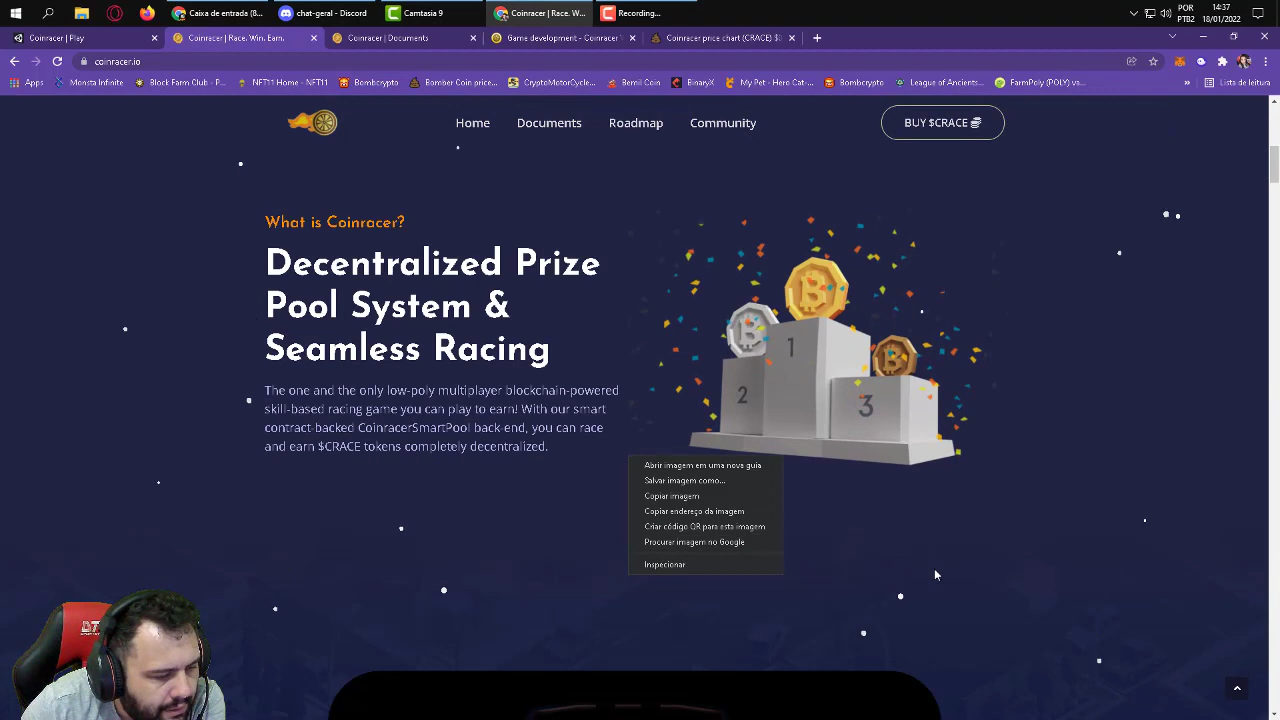 Caixa de entrada (8...
chat-geral - Discord
Camtasia 9
Coinracer | Race. W...
Recording...
POR
PTB2
14:37
18/01/2022
Coinracer | Play
Coinracer | Race. Win. Earn.
Coinracer | Documents
Game development - Coinracer W
Coinracer price chart (CRACE) $0
coinracer.io
Apps
Monsta Infinite
Block Farm Club - P...
NFT11 Home - NFT11
Bombcrypto
Bomber Coin price...
CryptoMotorCycle...
Bemil Coin
BinaryX
My Pet - Hero Cat-...
Bombcrypto
League of Ancients...
FarmPoly (POLY) va...
»
Lista de leitura
Home
Documents
Roadmap
Community
BUY $CRACE
What is Coinracer?
Decentralized Prize
Pool System &
Seamless Racing
The one and the only low-poly multiplayer blockchain-powered
skill-based racing game you can play to earn! With our smart
contract-backed CoinracerSmartPool back-end, you can race
and earn $CRACE tokens completely decentralized.
1
2
3
Abrir imagem em uma nova guia
Salvar imagem como...
Copiar imagem
Copiar endereço da imagem
Criar código QR para esta imagem
Procurar imagem no Google
Inspecionar